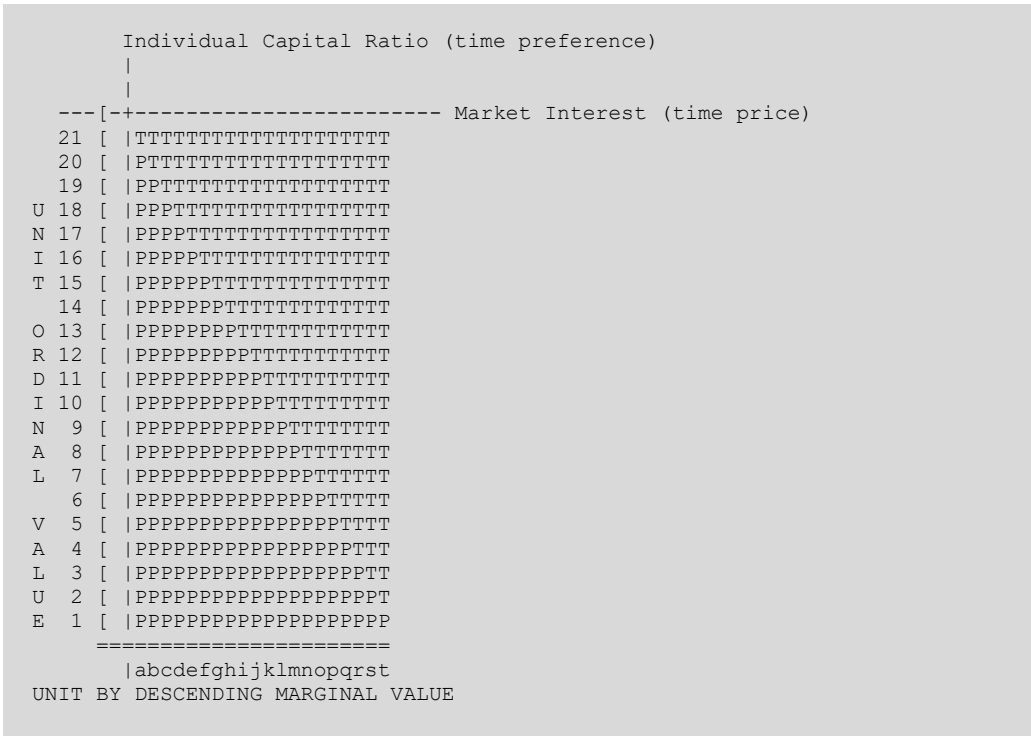 Individual Capital Ratio (time preference)
|
|
---[-+------------------------ Market Interest (time price)
21 [ |TTTTTTTTTTTTTTTTTTTT
20 [ |PTTTTTTTTTTTTTTTTTTT
19 [ |PPTTTTTTTTTTTTTTTTTT
U 18 [ |PPPTTTTTTTTTTTTTTTTT
N 17 [ |PPPPTTTTTTTTTTTTTTTT
I 16 [ |PPPPPTTTTTTTTTTTTTTT
T 15 [ |PPPPPPTTTTTTTTTTTTTT
14 [ |PPPPPPPTTTTTTTTTTTTT
O 13 [ |PPPPPPPPTTTTTTTTTTTT
R 12 [ |PPPPPPPPPTTTTTTTTTTT
D 11 [ |PPPPPPPPPPTTTTTTTTTT
I 10 [ |PPPPPPPPPPPTTTTTTTTT
N 9 [ |PPPPPPPPPPPPTTTTTTTT
A 8 [ |PPPPPPPPPPPPPTTTTTTT
L 7 [ |PPPPPPPPPPPPPPTTTTTT
6 [ |PPPPPPPPPPPPPPPTTTTT
V 5 [ |PPPPPPPPPPPPPPPPTTTT
A 4 [ |PPPPPPPPPPPPPPPPPTTT
L 3 [ |PPPPPPPPPPPPPPPPPPTT
U 2 [ |PPPPPPPPPPPPPPPPPPPT
E 1 [ |PPPPPPPPPPPPPPPPPPPP
=======================
|abcdefghijklmnopqrst
UNIT BY DESCENDING MARGINAL VALUE